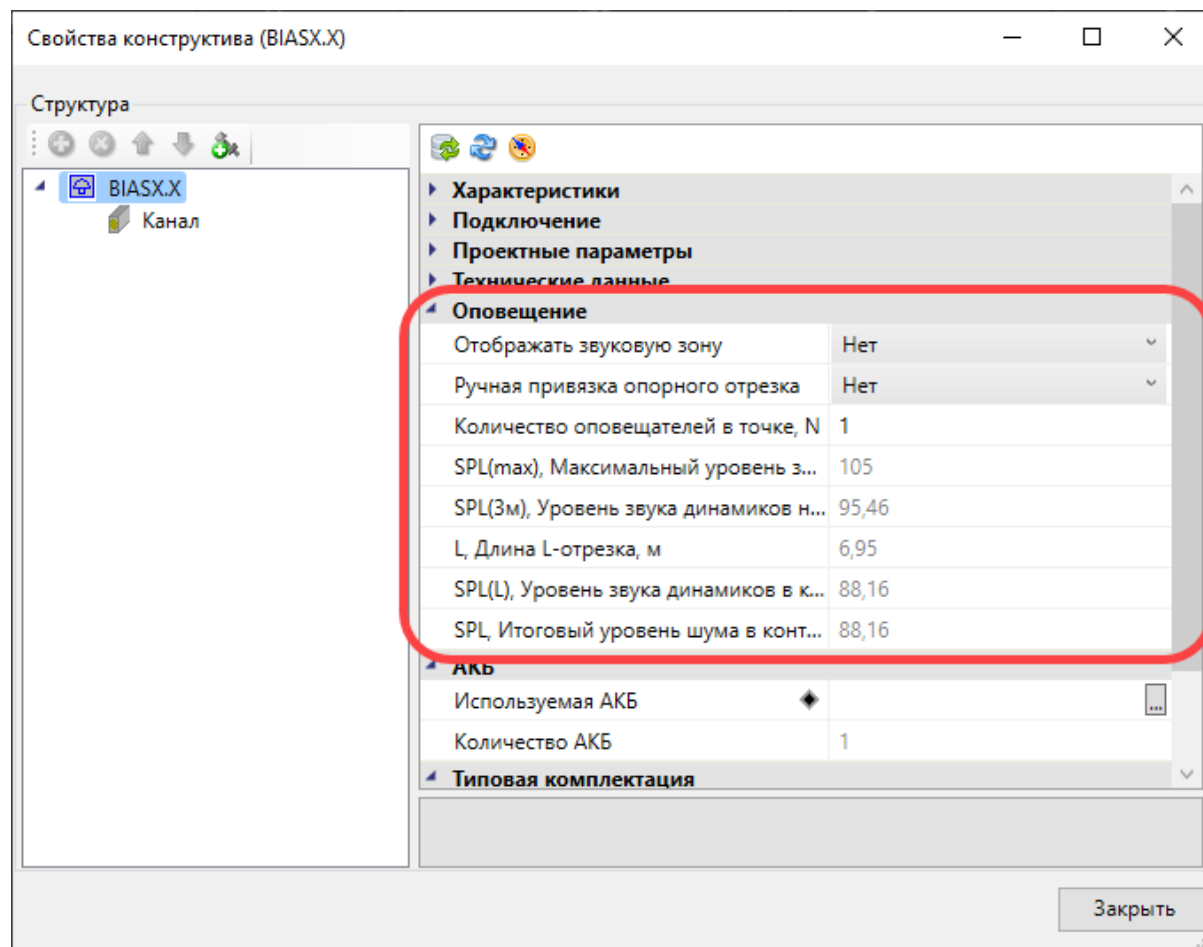 Свойства конструктива (BIASX.X)
Структура
BIASX.X
Канал
Характеристики
Подключение
Проектные параметры
Технические данные
Оповещение
Отображать звуковую зону Нет
Ручная привязка опорного отрезка Нет
Количество оповещателей в точке, N 1
SPL(max), Максимальный уровень з... 105
SPL(3м), Уровень звука динамиков н... 95,46
L, Длина L-отрезка, м 6,95
SPL(L), Уровень звука динамиков в к... 88,16
SPL, Итоговый уровень шума в конт... 88,16
АКБ
Используемая АКБ ...
Количество АКБ 1
Типовая комплектация
Закрыть